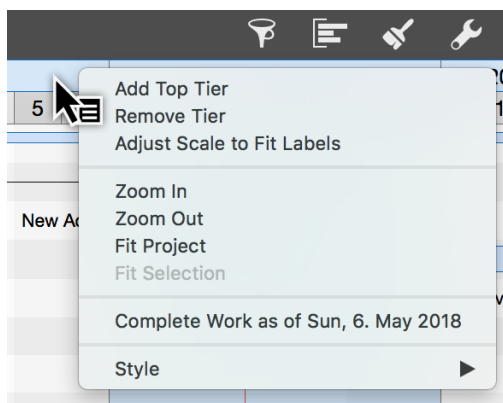 5
Add Top Tier
Remove Tier
Adjust Scale to Fit Labels
Zoom In
New
Zoom Out
Fit Project
Fit Selection
Complete Work as of Sun, 6. May 2018
Style